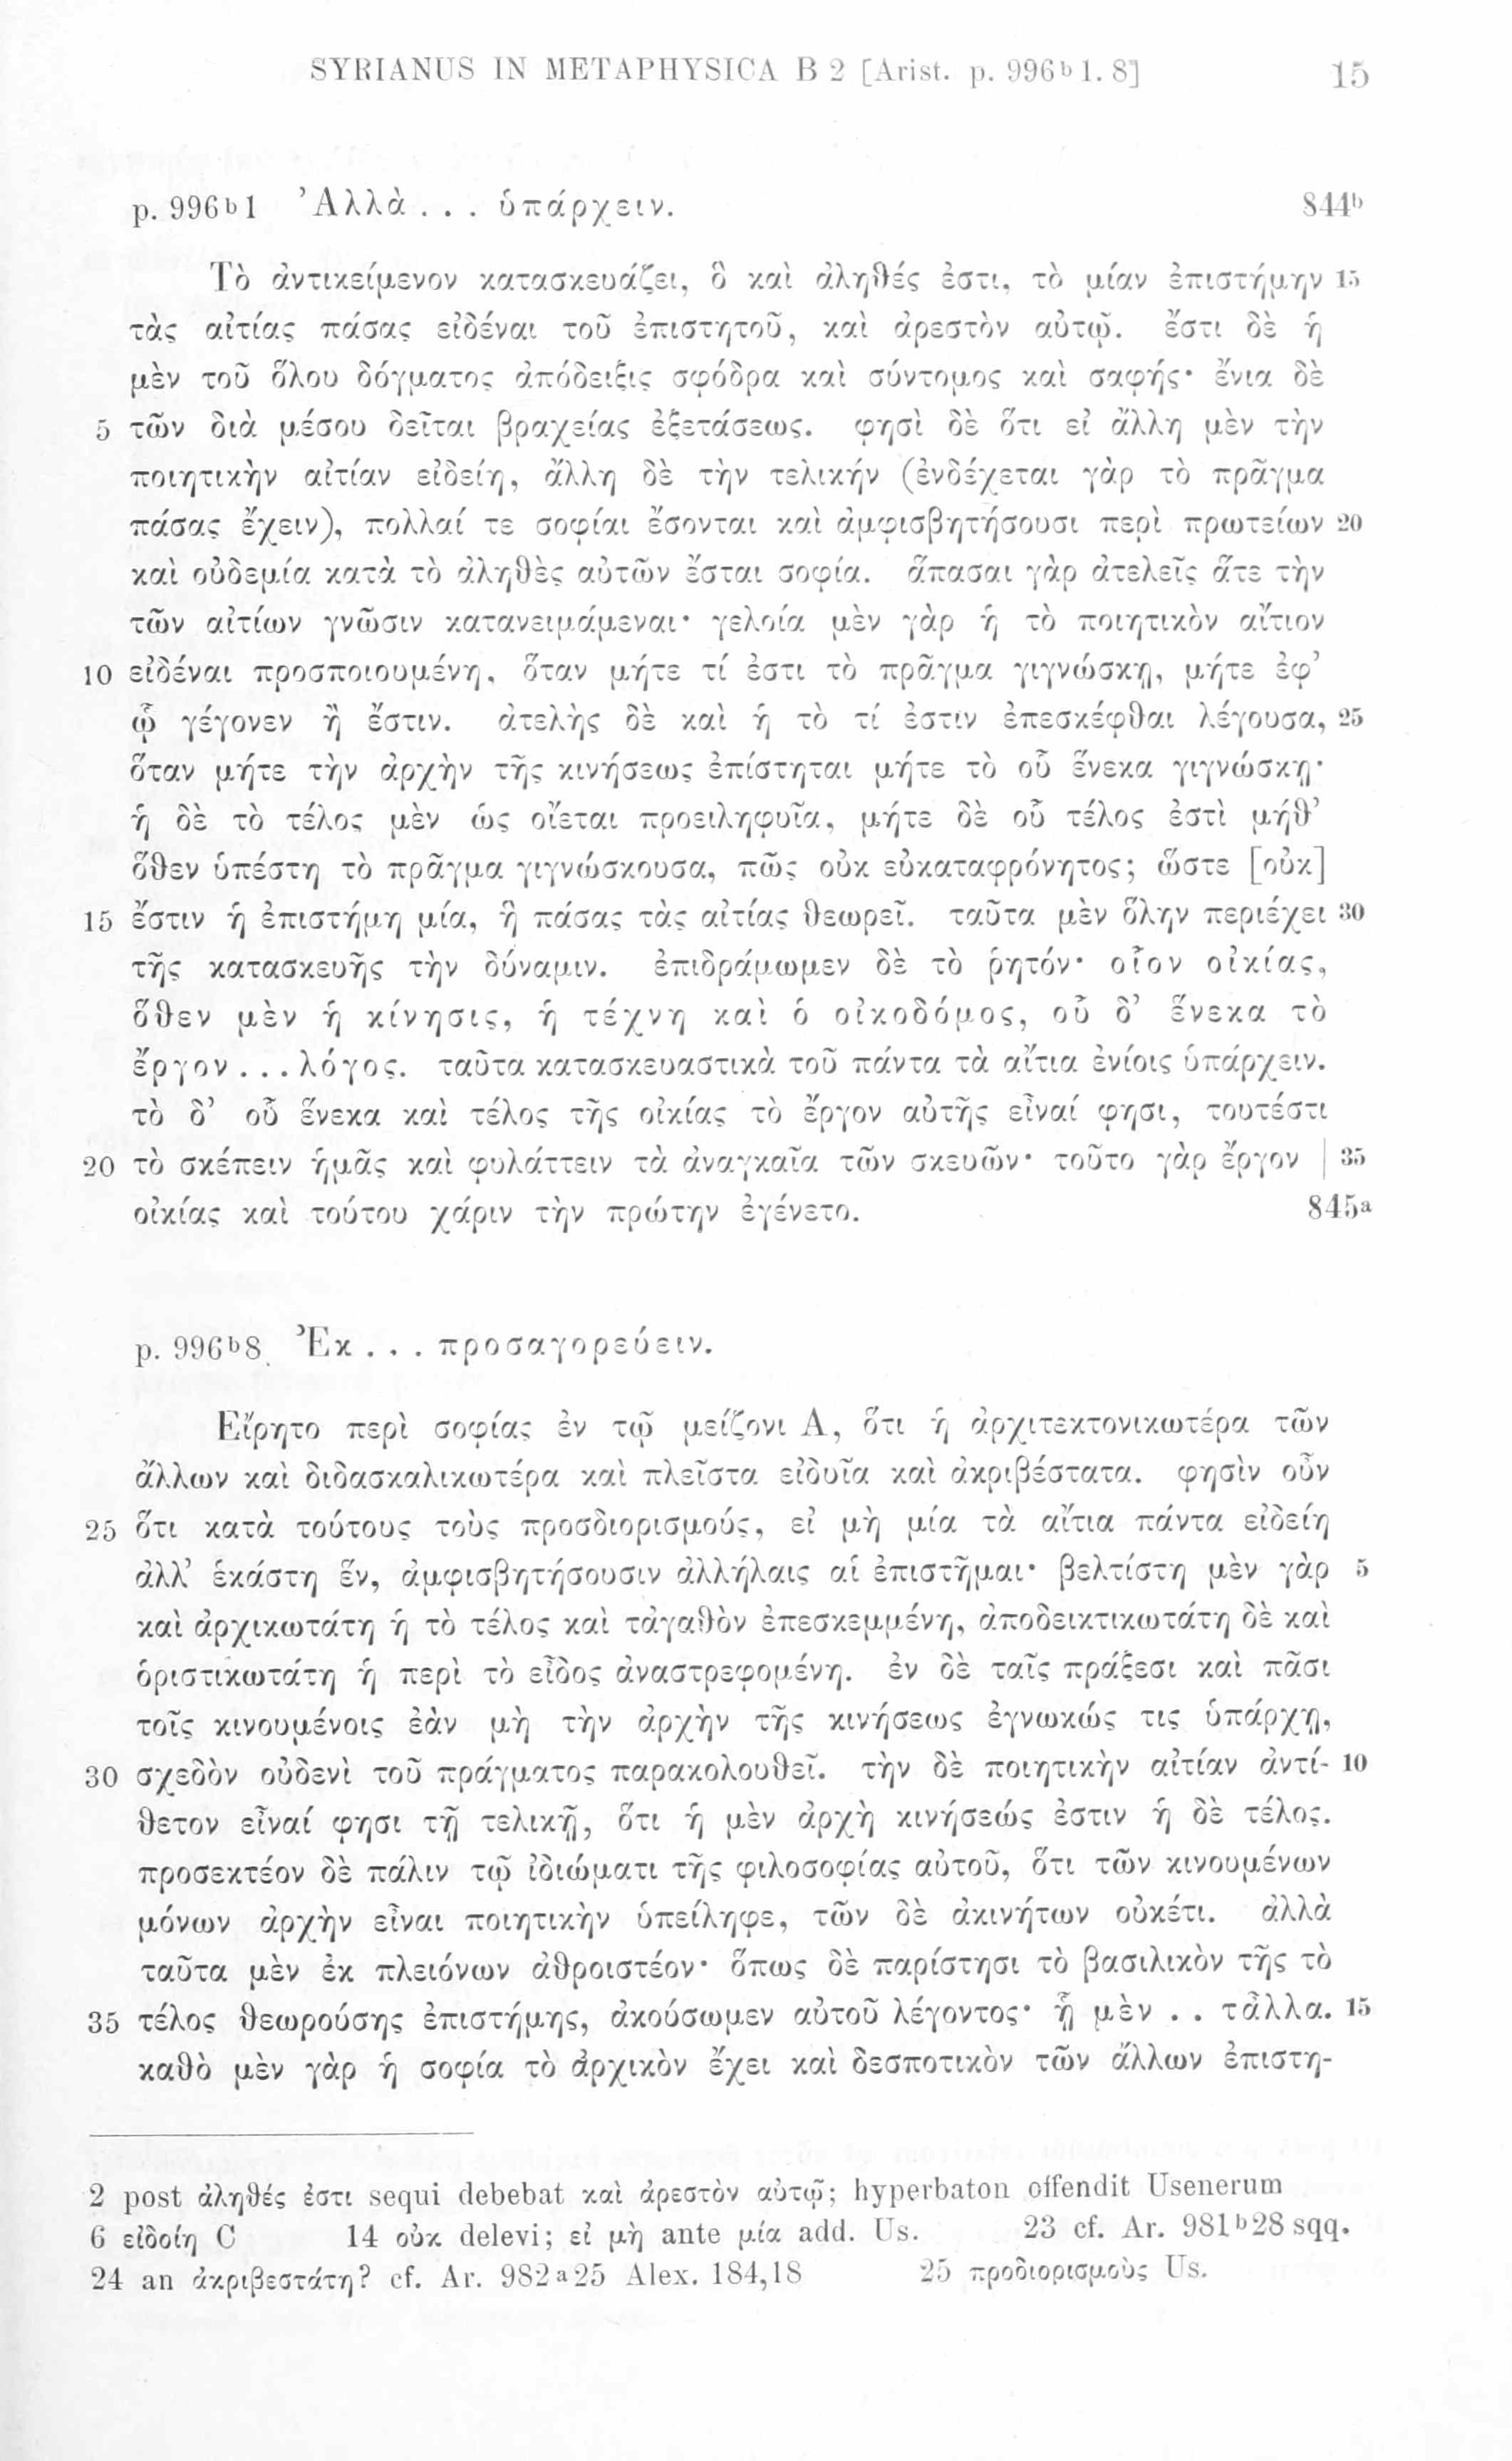 SYRIANUS IN METAPHYSICA B 2 [Arist. p. 996ᵇ1. 8] 15
p. 996ᵇ1 Ἀλλὰ . . . ὑπάρχειν. 844ᵇ
Τὸ ἀντικείμενον κατασκευάζει, ὃ καὶ ἀληθές ἐστι, τὸ μίαν ἐπιστήμην 15
τὰς αἰτίας πάσας εἰδέναι τοῦ ἐπιστητοῦ, καὶ ἀρεστὸν αὐτῷ. ἔστι δὲ ἡ
μὲν τοῦ ὅλου δόγματος ἀπόδειξις σφόδρα καὶ σύντομος καὶ σαφής· ἔνια δὲ
5 τῶν διὰ μέσου δεῖται βραχείας ἐξετάσεως. φησὶ δὲ ὅτι εἰ ἄλλη μὲν τὴν
ποιητικὴν αἰτίαν εἰδείη, ἄλλη δὲ τὴν τελικήν (ἐνδέχεται γὰρ τὸ πρᾶγμα
πάσας ἔχειν), πολλαί τε σοφίαι ἔσονται καὶ ἀμφισβητήσουσι περὶ πρωτείων 20
καὶ οὐδεμία κατὰ τὸ ἀληθὲς αὐτῶν ἔσται σοφία. ἅπασαι γὰρ ἀτελεῖς ἅτε τὴν
τῶν αἰτίων γνῶσιν κατανειμάμεναι· γελοία μὲν γὰρ ἡ τὸ ποιητικὸν αἴτιον
10 εἰδέναι προσποιουμένη, ὅταν μήτε τί ἐστι τὸ πρᾶγμα γιγνώσκῃ, μήτε ἐφ’
ᾧ γέγονεν ἢ ἔστιν. ἀτελὴς δὲ καὶ ἡ τὸ τί ἐστιν ἐπεσκέφθαι λέγουσα, 25
ὅταν μήτε τὴν ἀρχὴν τῆς κινήσεως ἐπίστηται μήτε τὸ οὗ ἕνεκα γιγνώσκῃ·
ἡ δὲ τὸ τέλος μὲν ὡς οἴεται προειληφυῖα, μήτε δὲ οὗ τέλος ἐστὶ μήθ’
ὅθεν ὑπέστη τὸ πρᾶγμα γιγνώσκουσα, πῶς οὐκ εὐκαταφρόνητος; ὥστε [οὐκ]
15 ἔστιν ἡ ἐπιστήμη μία, ἣ πάσας τὰς αἰτίας θεωρεῖ. ταῦτα μὲν ὅλην περιέχει 30
τῆς κατασκευῆς τὴν δύναμιν. ἐπιδράμωμεν δὲ τὸ ῥητόν· οἷον οἰκίας,
ὅθεν μὲν ἡ κίνησις, ἡ τέχνη καὶ ὁ οἰκοδόμος, οὗ δ’ ἕνεκα τὸ
ἔργον . . . λόγος. ταῦτα κατασκευαστικὰ τοῦ πάντα τὰ αἴτια ἐνίοις ὑπάρχειν.
τὸ δ’ οὗ ἕνεκα καὶ τέλος τῆς οἰκίας τὸ ἔργον αὐτῆς εἶναί φησι, τουτέστι
20 τὸ σκέπειν ἡμᾶς καὶ φυλάττειν τὰ ἀναγκαῖα τῶν σκευῶν· τοῦτο γὰρ ἔργον | 35
οἰκίας καὶ τούτου χάριν τὴν πρώτην ἐγένετο. 845ᵃ
p. 996ᵇ8 Ἐκ . . . προσαγορεύειν.
Εἴρητο περὶ σοφίας ἐν τῷ μείζονι Α, ὅτι ἡ ἀρχιτεκτονικωτέρα τῶν
ἄλλων καὶ διδασκαλικωτέρα καὶ πλεῖστα εἰδυῖα καὶ ἀκριβέστατα. φησὶν οὖν
25 ὅτι κατὰ τούτους τοὺς προσδιορισμούς, εἰ μὴ μία τὰ αἴτια πάντα εἰδείη
ἀλλ’ ἑκάστη ἕν, ἀμφισβητήσουσιν ἀλλήλαις αἱ ἐπιστῆμαι· βελτίστη μὲν γὰρ 5
καὶ ἀρχικωτάτη ἡ τὸ τέλος καὶ τἀγαθὸν ἐπεσκεμμένη, ἀποδεικτικωτάτη δὲ καὶ
ὁριστικωτάτη ἡ περὶ τὸ εἶδος ἀναστρεφομένη. ἐν δὲ ταῖς πράξεσι καὶ πᾶσι
τοῖς κινουμένοις ἐὰν μὴ τὴν ἀρχὴν τῆς κινήσεως ἐγνωκώς τις ὑπάρχῃ,
30 σχεδὸν οὐδενὶ τοῦ πράγματος παρακολουθεῖ. τὴν δὲ ποιητικὴν αἰτίαν ἀντί- 10
θετον εἶναί φησι τῇ τελικῇ, ὅτι ἡ μὲν ἀρχὴ κινήσεώς ἐστιν ἡ δὲ τέλος.
προσεκτέον δὲ πάλιν τῷ ἰδιώματι τῆς φιλοσοφίας αὐτοῦ, ὅτι τῶν κινουμένων
μόνων ἀρχὴν εἶναι ποιητικὴν ὑπείληφε, τῶν δὲ ἀκινήτων οὐκέτι. ἀλλὰ
ταῦτα μὲν ἐκ πλειόνων ἀθροιστέον· ὅπως δὲ παρίστησι τὸ βασιλικὸν τῆς τὸ
35 τέλος θεωρούσης ἐπιστήμης, ἀκούσωμεν αὐτοῦ λέγοντος· ᾗ μὲν . . τἆλλα. 15
καθὸ μὲν γὰρ ἡ σοφία τὸ ἀρχικὸν ἔχει καὶ δεσποτικὸν τῶν ἄλλων ἐπιστη-
2 post ἀληθές ἐστι sequi debebat καὶ ἀρεστὸν αὐτῷ; hyperbaton offendit Usenerum
6 εἰδοίη C 14 οὐκ delevi; εἰ μὴ ante μία add. Us. 23 cf. Ar. 981ᵇ28 sqq.
24 an ἀκριβεστάτη? cf. Ar. 982ᵃ25 Alex. 184,18 25 προδιορισμοὺς Us.